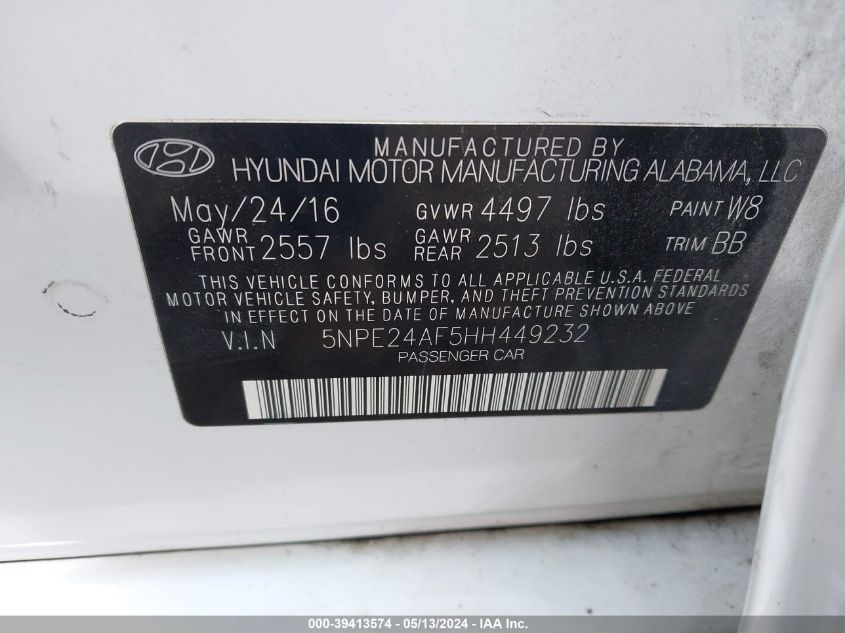 MANUFACTURED BY
HYUNDAI MOTOR MANUFACTURING ALABAMA, LLC
May/24/16 GVWR 4497 lbs PAINT W8
GAWR FRONT 2557 lbs GAWR REAR 2513 lbs TRIM BB
THIS VEHICLE CONFORMS TO ALL APPLICABLE U.S.A. FEDERAL
MOTOR VEHICLE SAFETY, BUMPER, AND THEFT PREVENTION STANDARDS
IN EFFECT ON THE DATE OF MANUFACTURE SHOWN ABOVE
V.I.N 5NPE24AF5HH449232
PASSENGER CAR
000-39413574 - 05/13/2024 - IAA Inc.